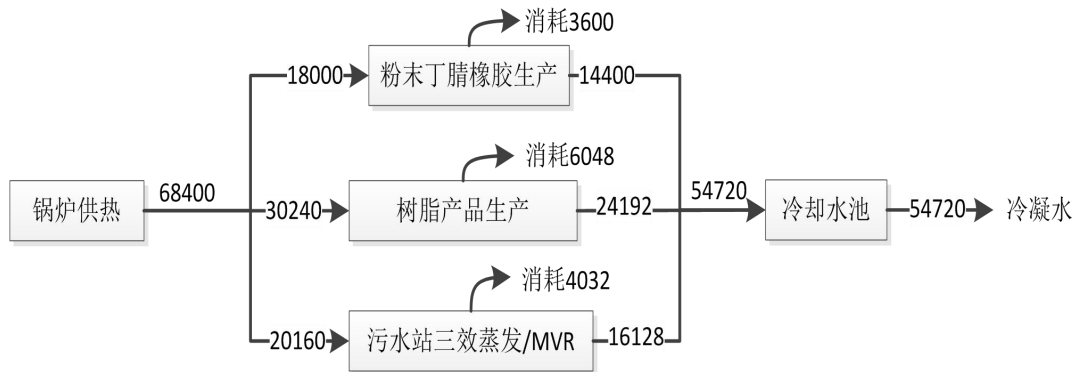 消耗3600
18000
粉末丁腈橡胶生产
14400
消耗6048
锅炉供热
68400
30240
树脂产品生产
24192
54720
冷却水池
54720
冷凝水
消耗4032
20160
污水站三效蒸发/MVR
16128